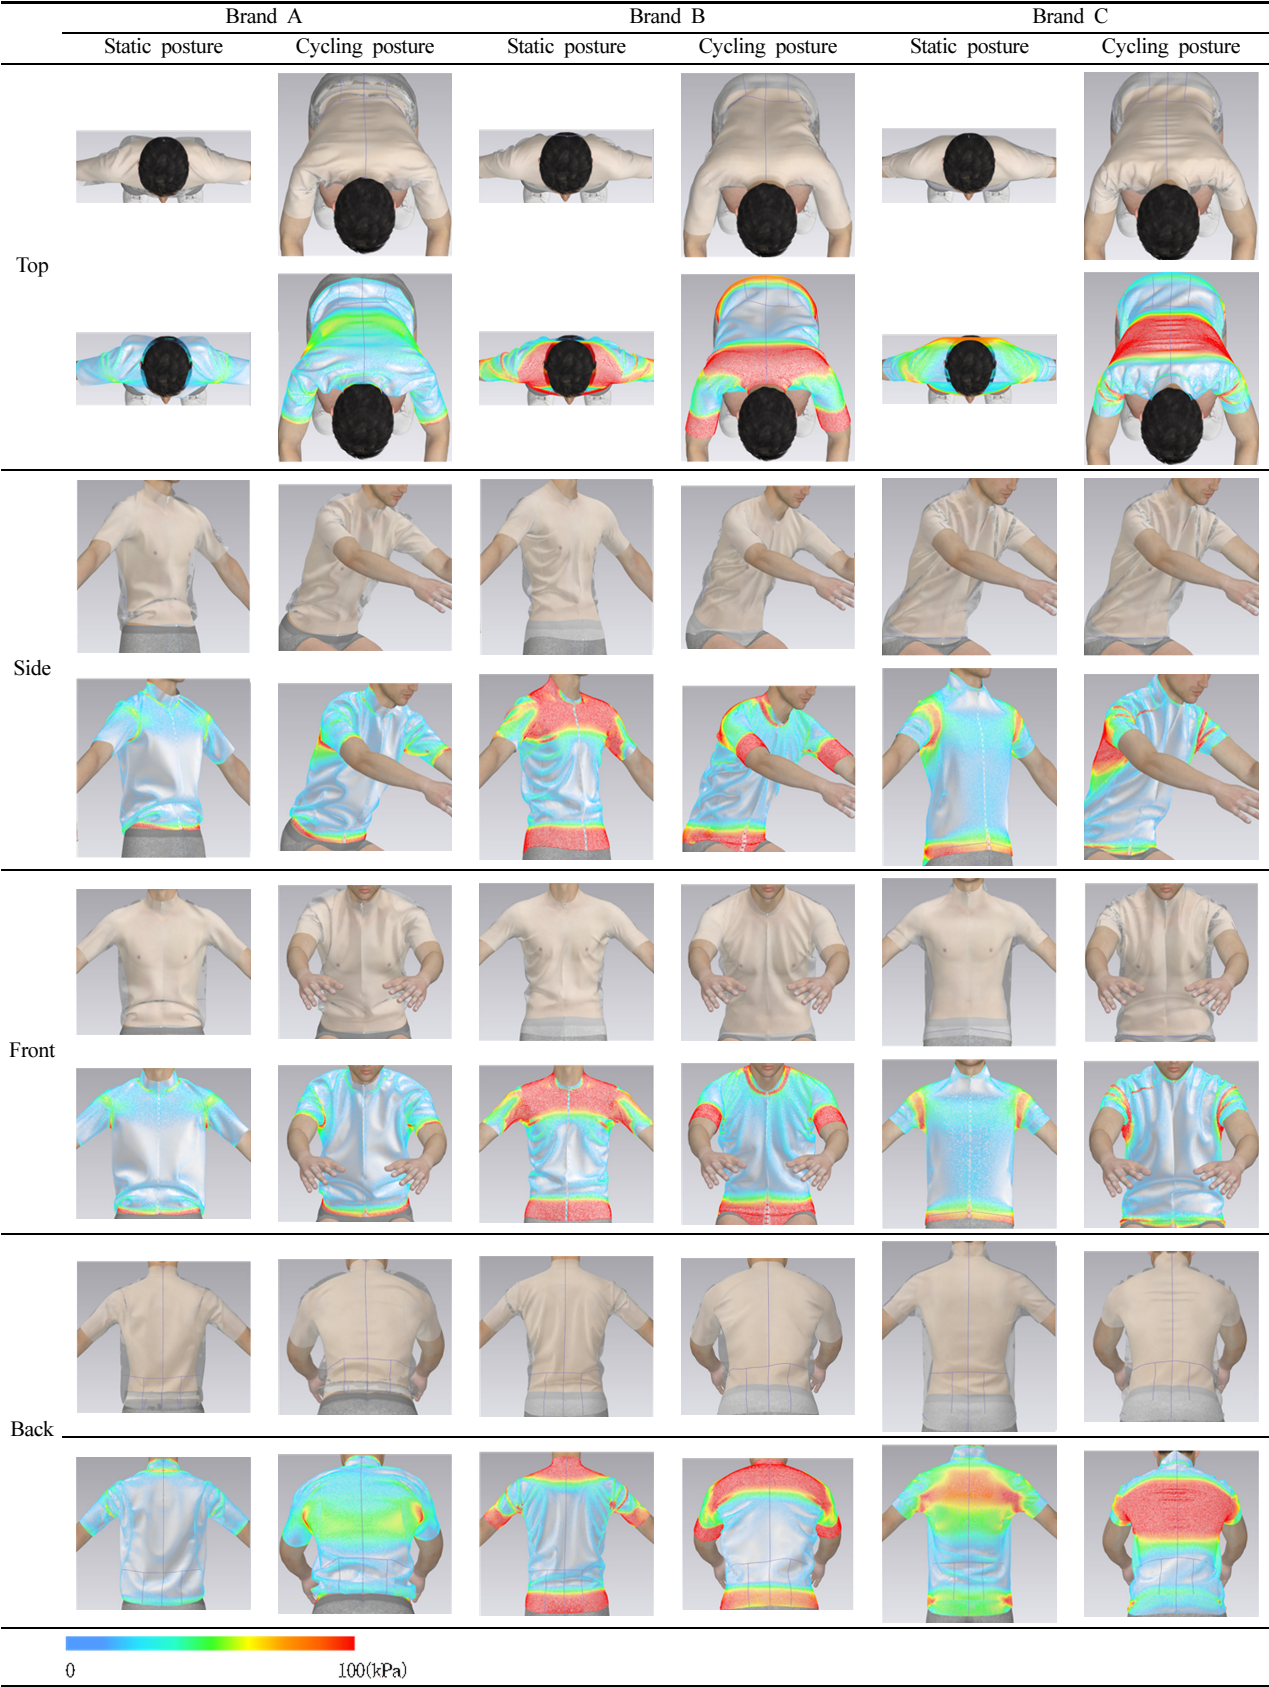 Brand A Brand B Brand C
Static posture Cycling posture Static posture Cycling posture Static posture Cycling posture
Top
Side
Front
Back
0 100(kPa)